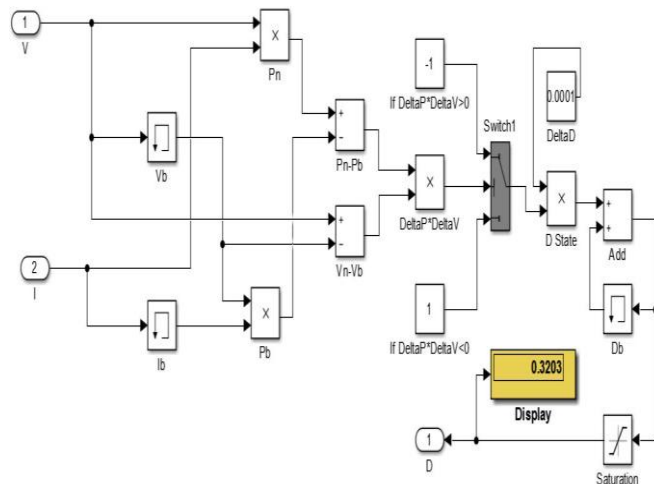 1
V
X
Pn
-1
If DeltaP*DeltaV>0
0.0001
DeltaD
Switch1
Vb
+
−
Pn-Pb
X
DeltaP*DeltaV
X
D State
+
+
Add
+
−
Vn-Vb
2
I
Ib
X
Pb
1
If DeltaP*DeltaV<0
Db
0.3203
Display
1
D
Saturation